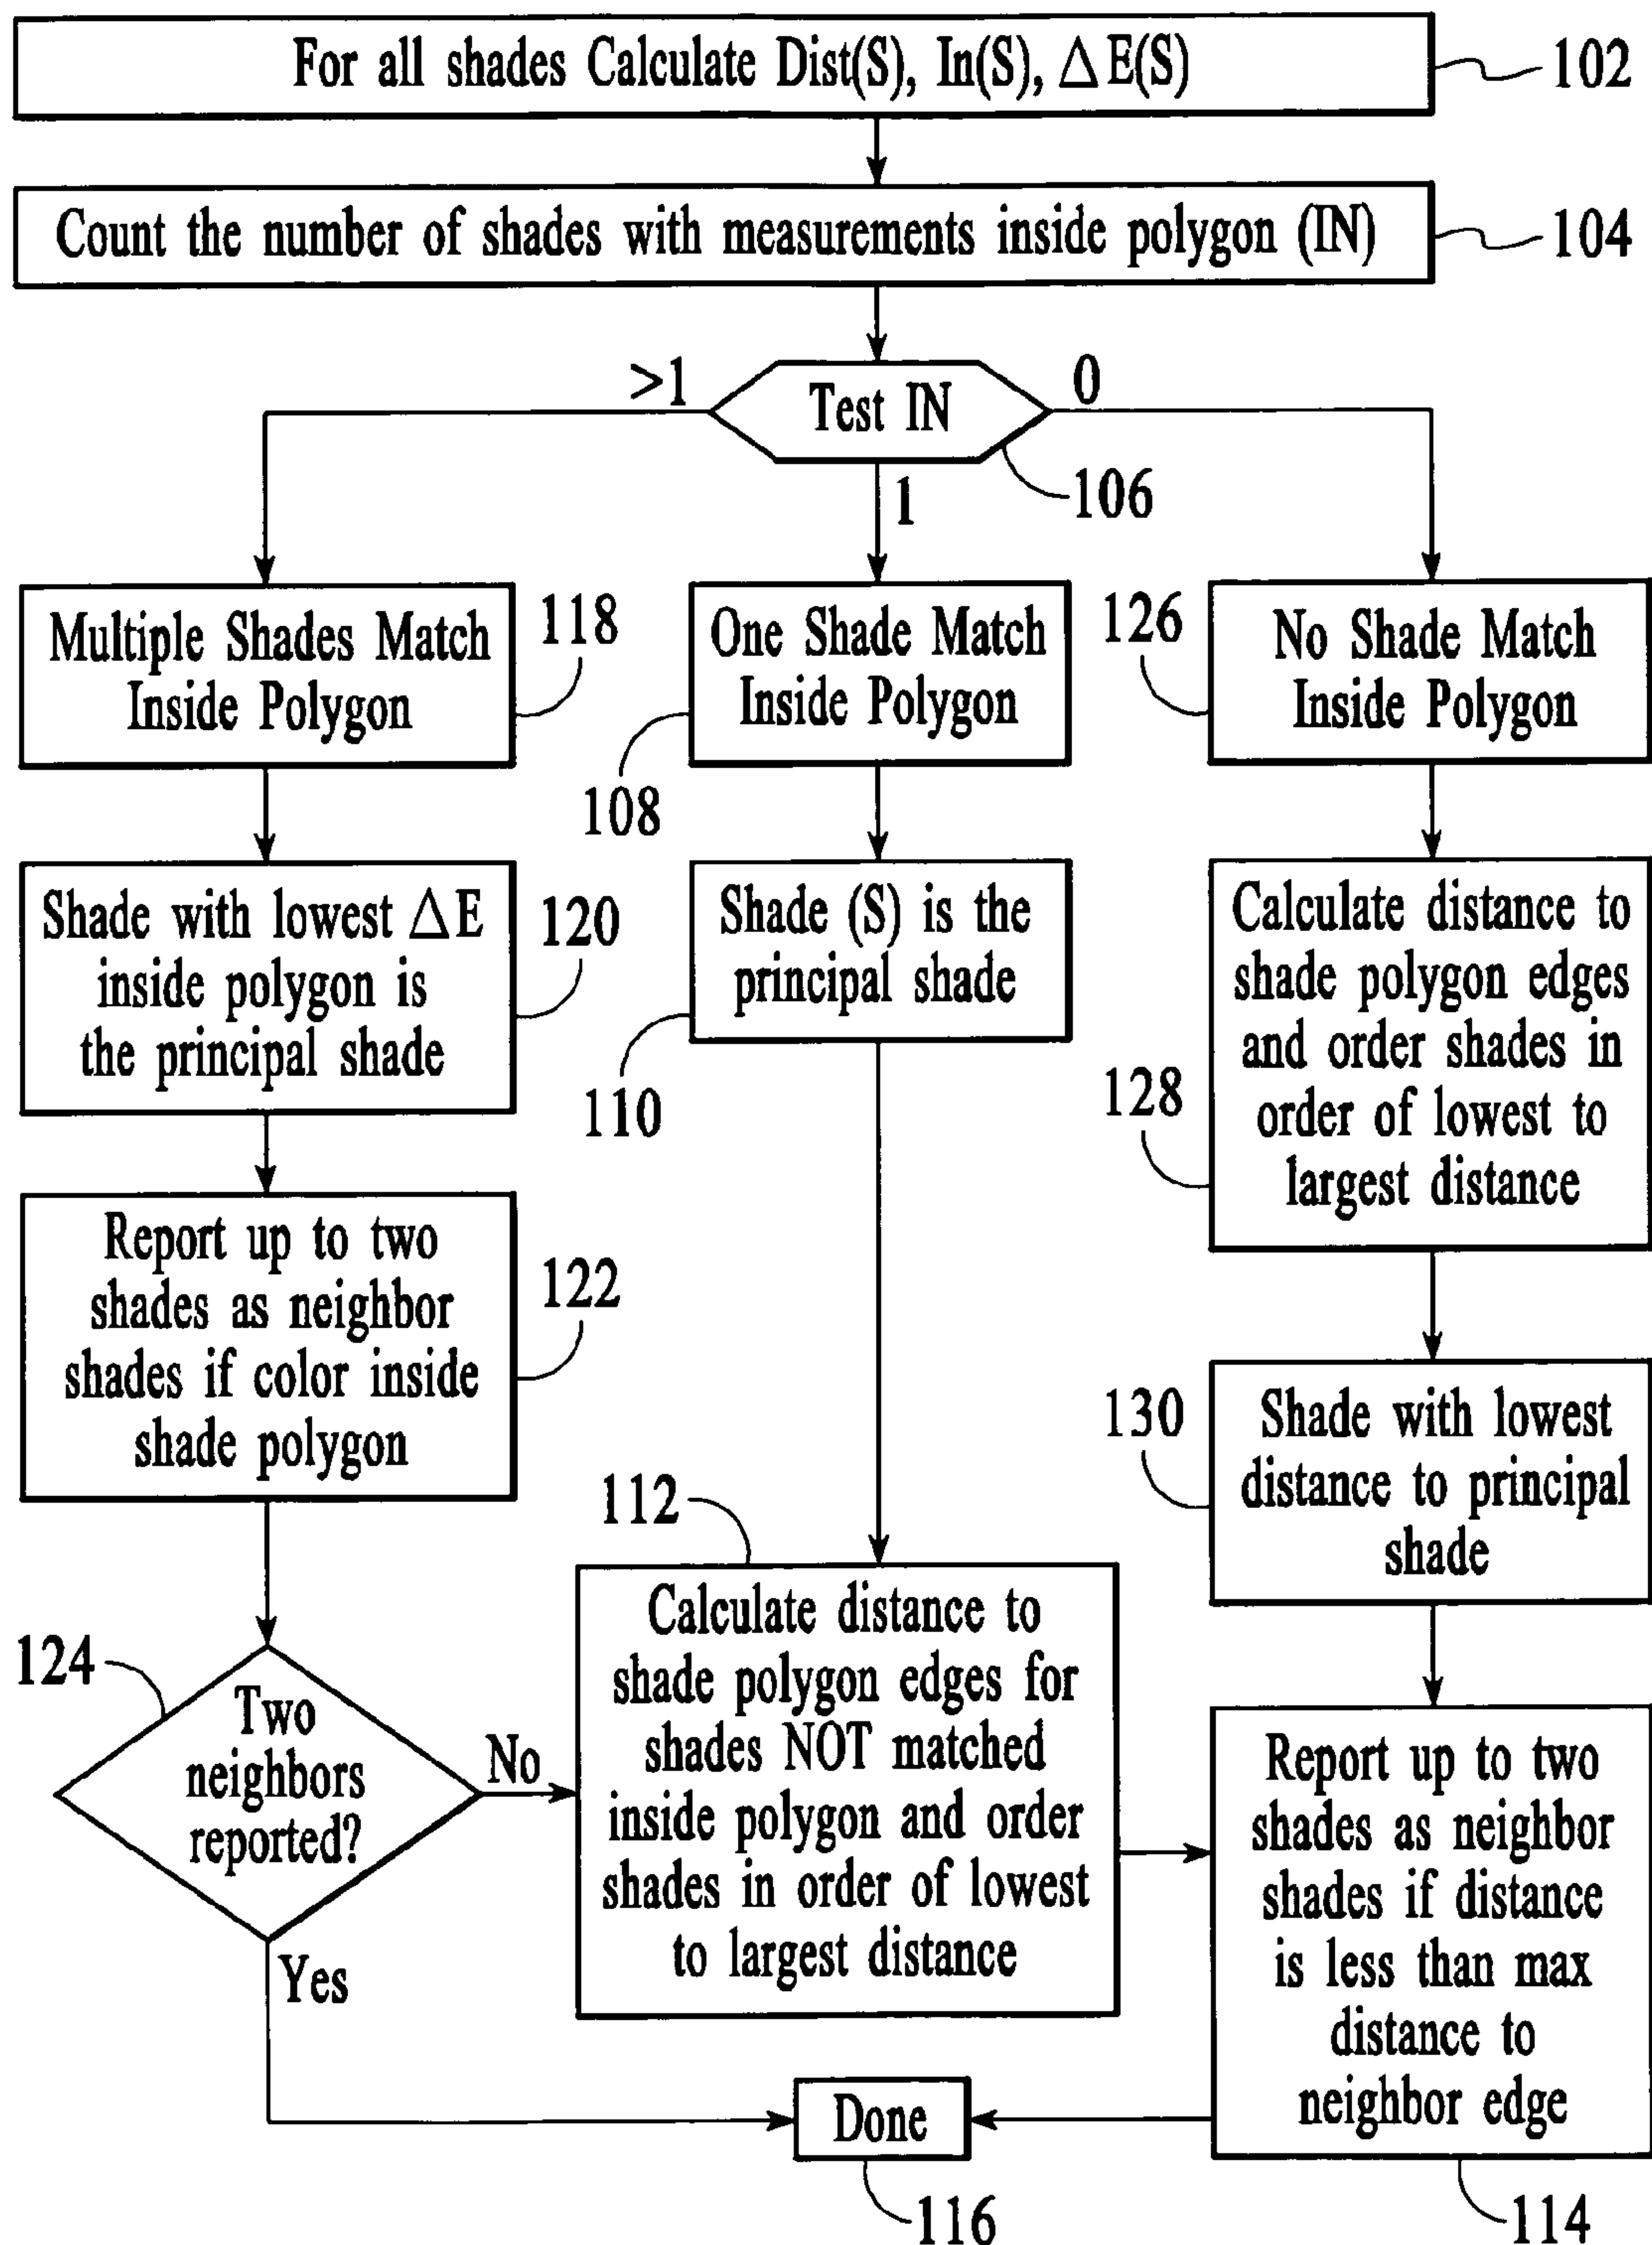 For all shades Calculate Dist(S), In(S), Δ E(S)
102
Count the number of shades with measurements inside polygon (IN)
104
>1
Test IN
0
106
1
Multiple Shades Match
Inside Polygon
118
One Shade Match
Inside Polygon
108
126
No Shade Match
Inside Polygon
Shade with lowest Δ E
inside polygon is
the principal shade
120
Shade (S) is the
principal shade
110
Calculate distance to
shade polygon edges
and order shades in
order of lowest to
largest distance
128
Report up to two
shades as neighbor
shades if color inside
shade polygon
122
130
Shade with lowest
distance to principal
shade
124
Two
neighbors
reported?
No
Yes
112
Calculate distance to
shade polygon edges for
shades NOT matched
inside polygon and order
shades in order of lowest
to largest distance
Report up to two
shades as neighbor
shades if distance
is less than max
distance to
neighbor edge
Done
116
114